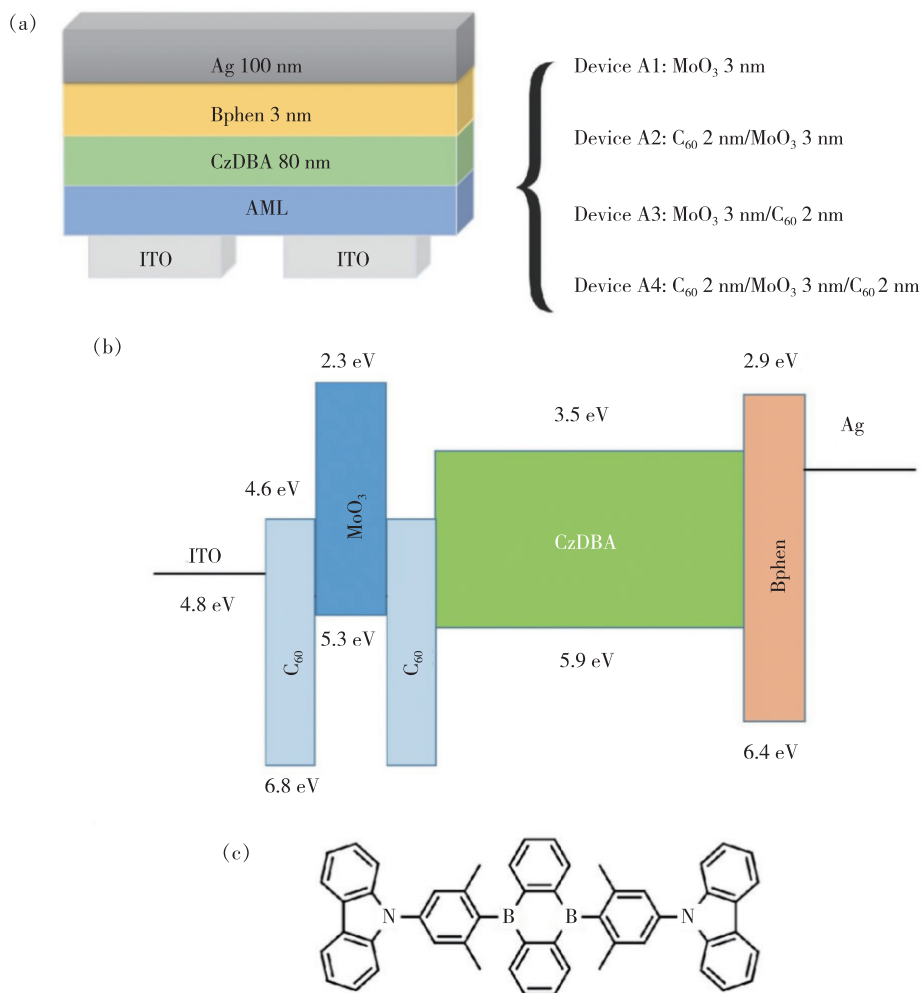 (a)
Ag 100 nm
Bphen 3 nm
CzDBA 80 nm
AML
ITO
ITO
Device A1: MoO₃ 3 nm
Device A2: C₆₀ 2 nm/MoO₃ 3 nm
Device A3: MoO₃ 3 nm/C₆₀ 2 nm
Device A4: C₆₀ 2 nm/MoO₃ 3 nm/C₆₀ 2 nm
(b)
2.3 eV
2.9 eV
3.5 eV
Ag
4.6 eV
MoO₃
CzDBA
Bphen
ITO
4.8 eV
5.3 eV
C₆₀
C₆₀
5.9 eV
6.8 eV
6.4 eV
(c)
N
B
B
N